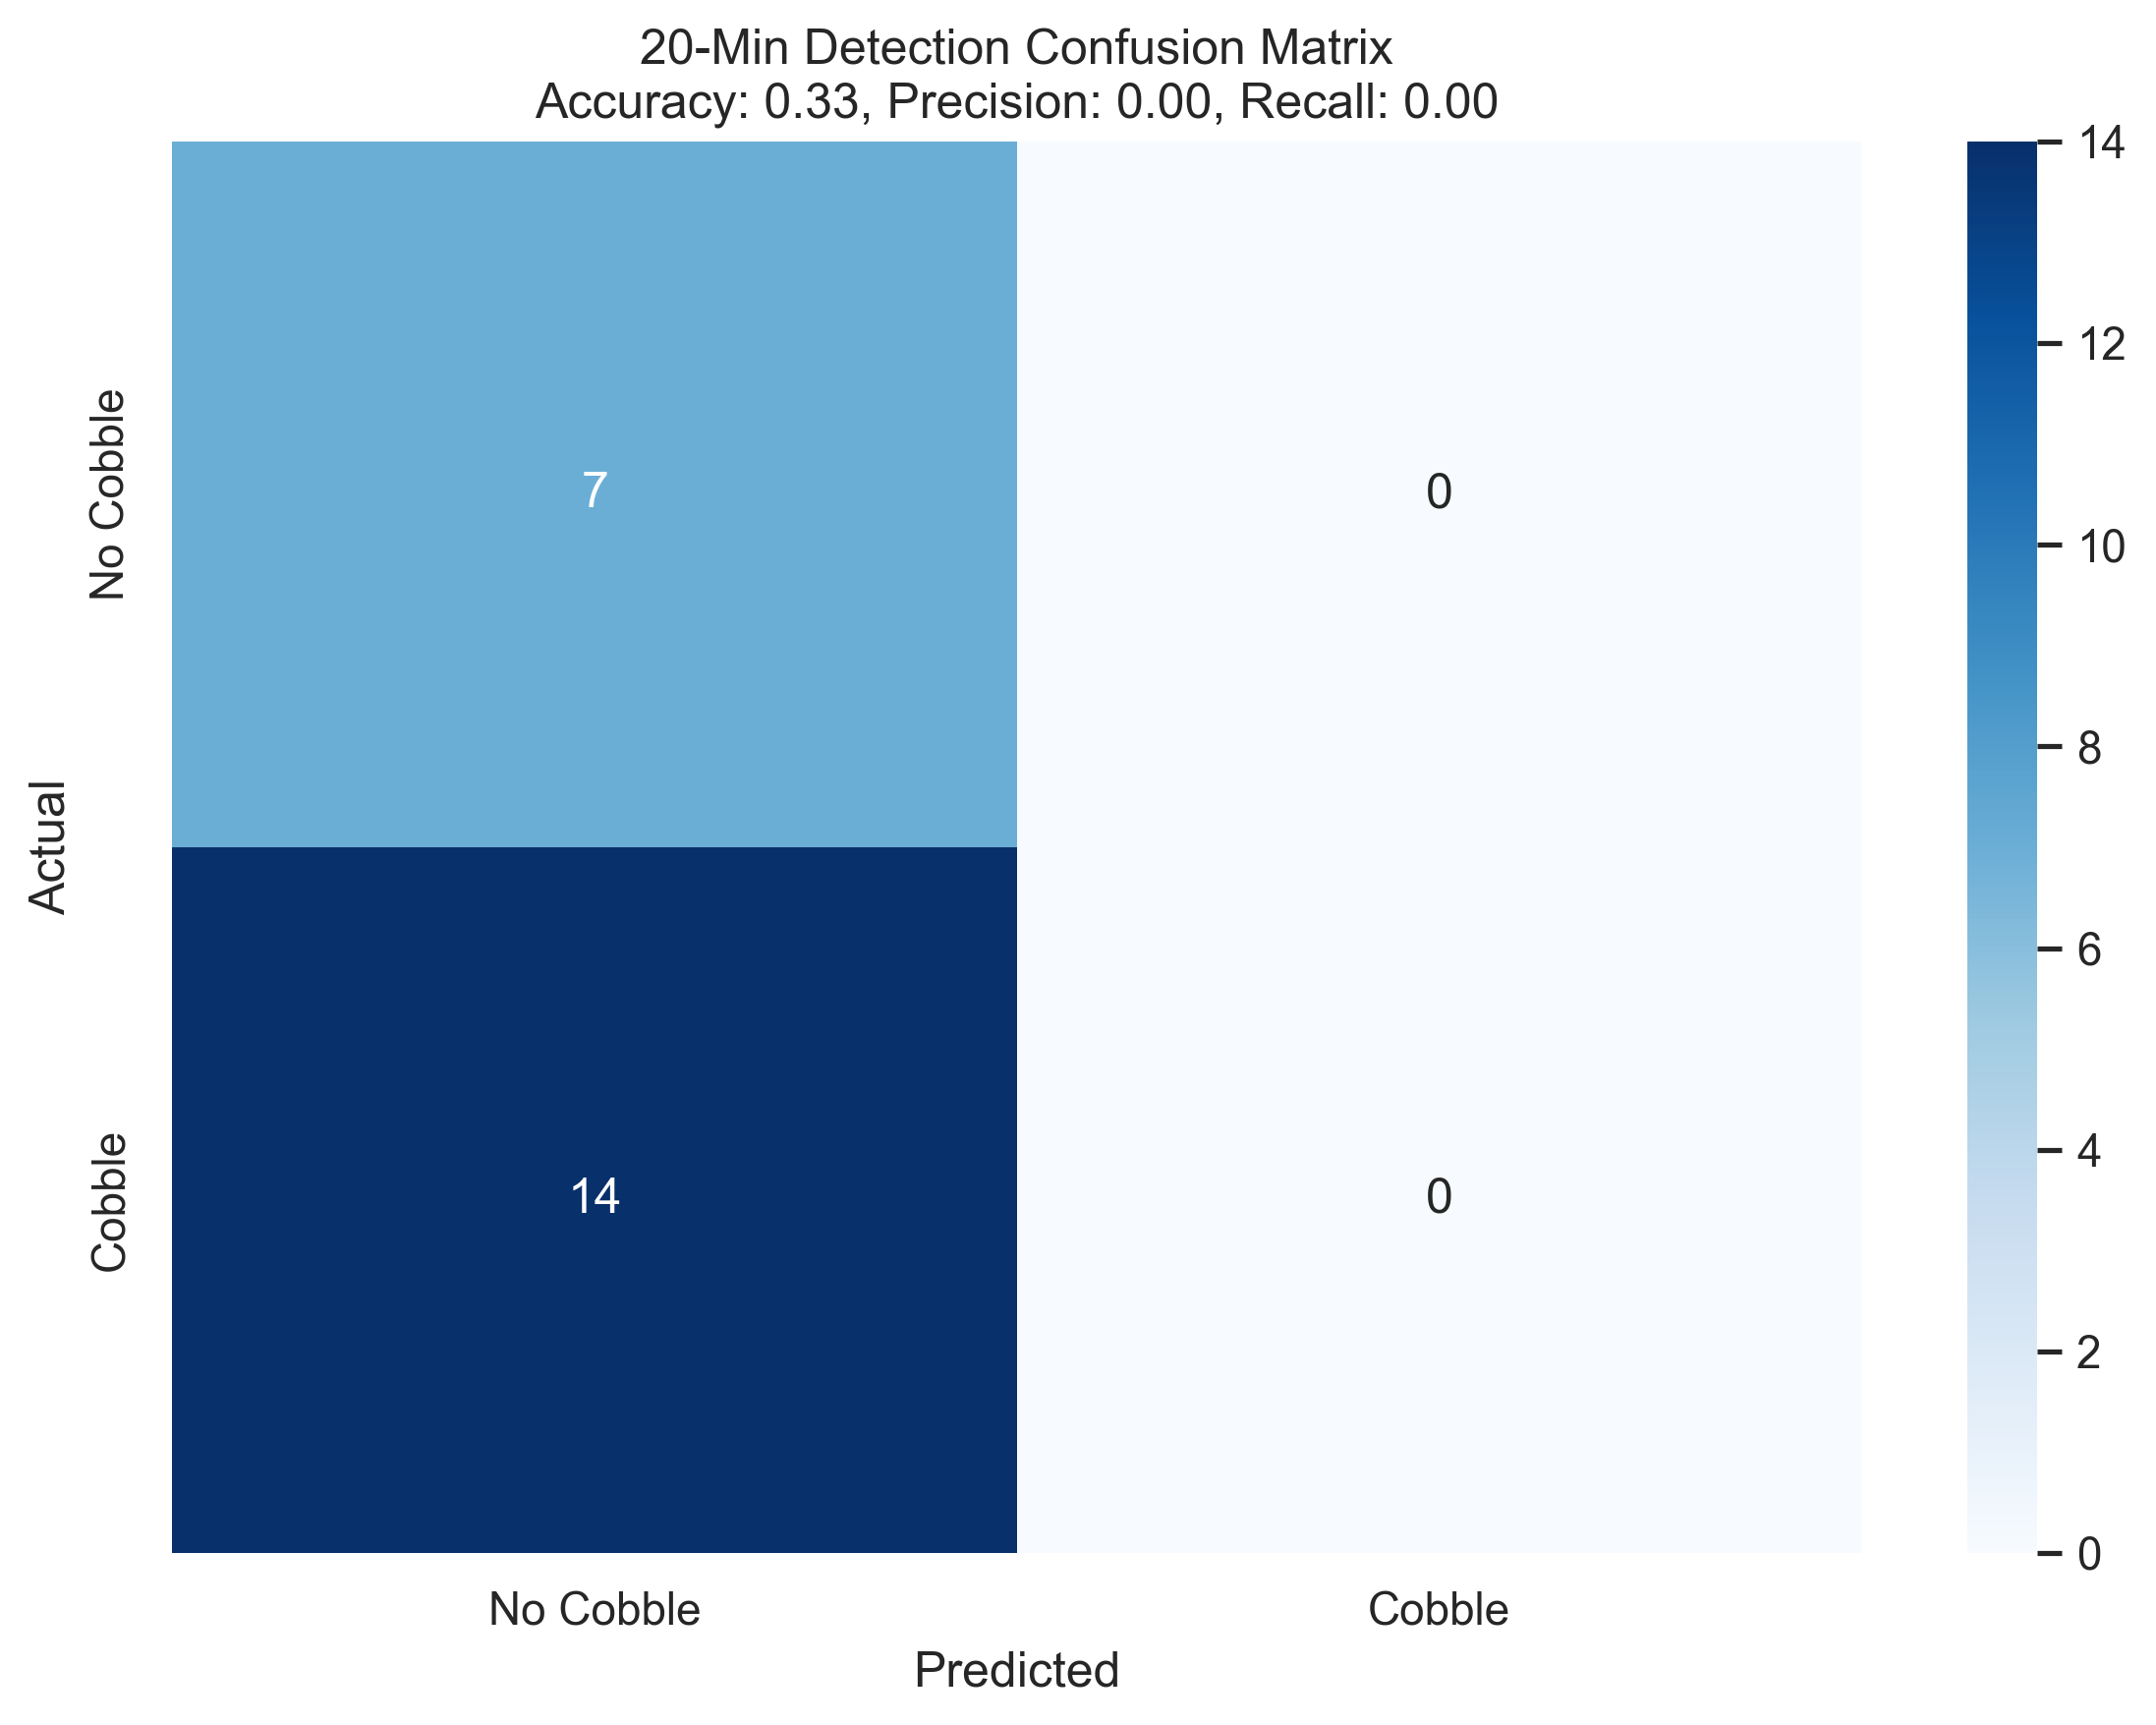 20-Min Detection Confusion Matrix
Accuracy: 0.33, Precision: 0.00, Recall: 0.00
Actual
No Cobble
Cobble
7
0
14
0
No Cobble
Cobble
Predicted
14
12
10
8
6
4
2
0